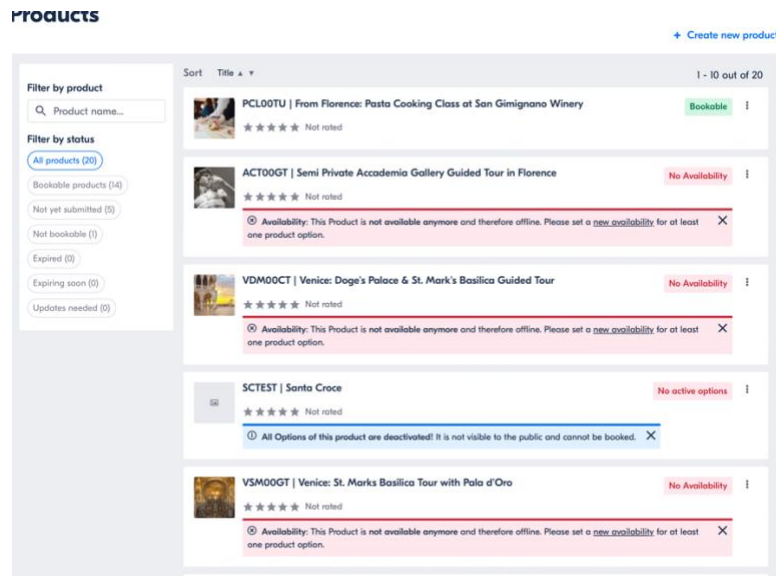 Products
+ Create new product
Filter by product
Product name...
Filter by status
All products (20)
Bookable products (14)
Not yet submitted (5)
Not bookable (1)
Expired (0)
Expiring soon (0)
Updates needed (0)
Sort Title ▲ ▼
1 - 10 out of 20
PCL00TU | From Florence: Pasta Cooking Class at San Gimignano Winery
Bookable
Not rated
ACT00GT | Semi Private Accademia Gallery Guided Tour in Florence
No Availability
Not rated
Availability: This Product is not available anymore and therefore offline. Please set a new availability for at least
one product option.
VDM00CT | Venice: Doge's Palace & St. Mark's Basilica Guided Tour
No Availability
Not rated
Availability: This Product is not available anymore and therefore offline. Please set a new availability for at least
one product option.
SCTEST | Santa Croce
No active options
Not rated
All Options of this product are deactivated! It is not visible to the public and cannot be booked.
VSM00GT | Venice: St. Marks Basilica Tour with Pala d'Oro
No Availability
Not rated
Availability: This Product is not available anymore and therefore offline. Please set a new availability for at least
one product option.